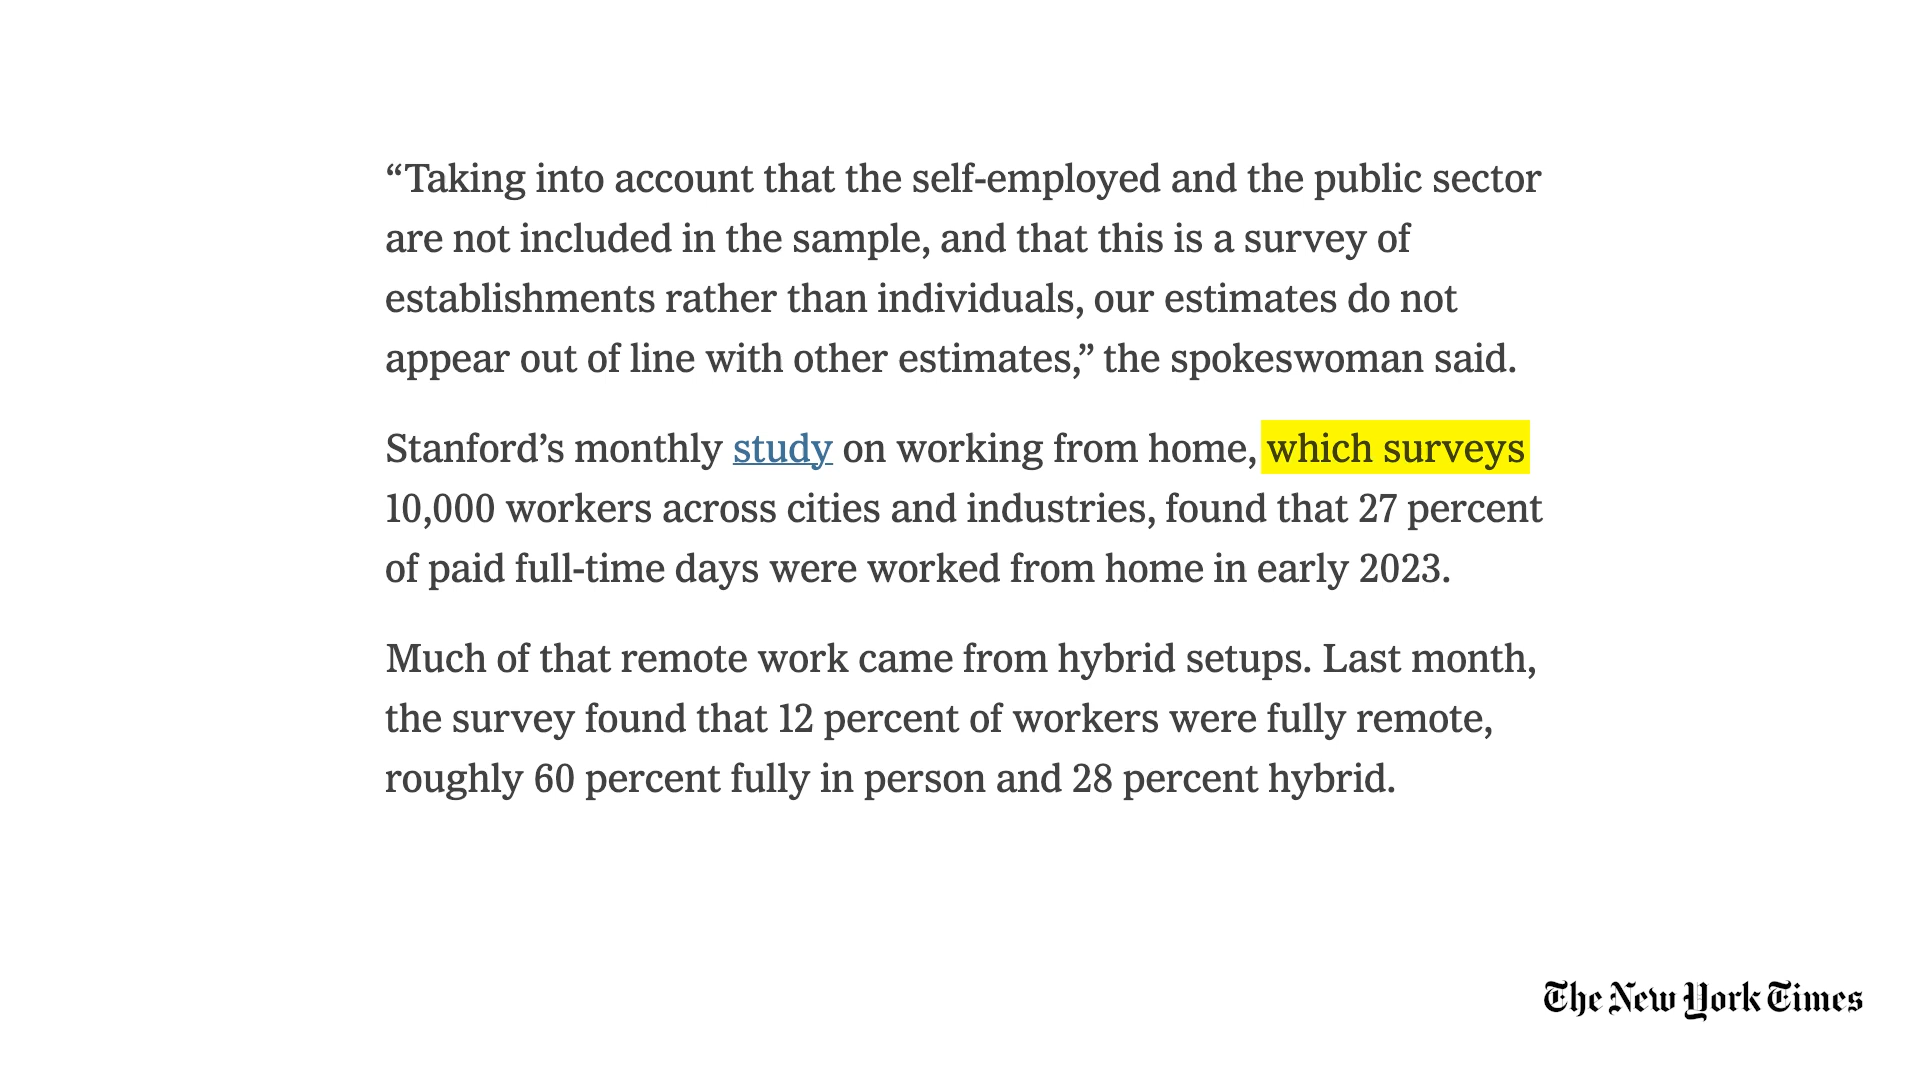 “Taking into account that the self-employed and the public sector
are not included in the sample, and that this is a survey of
establishments rather than individuals, our estimates do not
appear out of line with other estimates,” the spokeswoman said.
Stanford’s monthly study on working from home, which surveys
10,000 workers across cities and industries, found that 27 percent
of paid full-time days were worked from home in early 2023.
Much of that remote work came from hybrid setups. Last month,
the survey found that 12 percent of workers were fully remote,
roughly 60 percent fully in person and 28 percent hybrid.
The New York Times